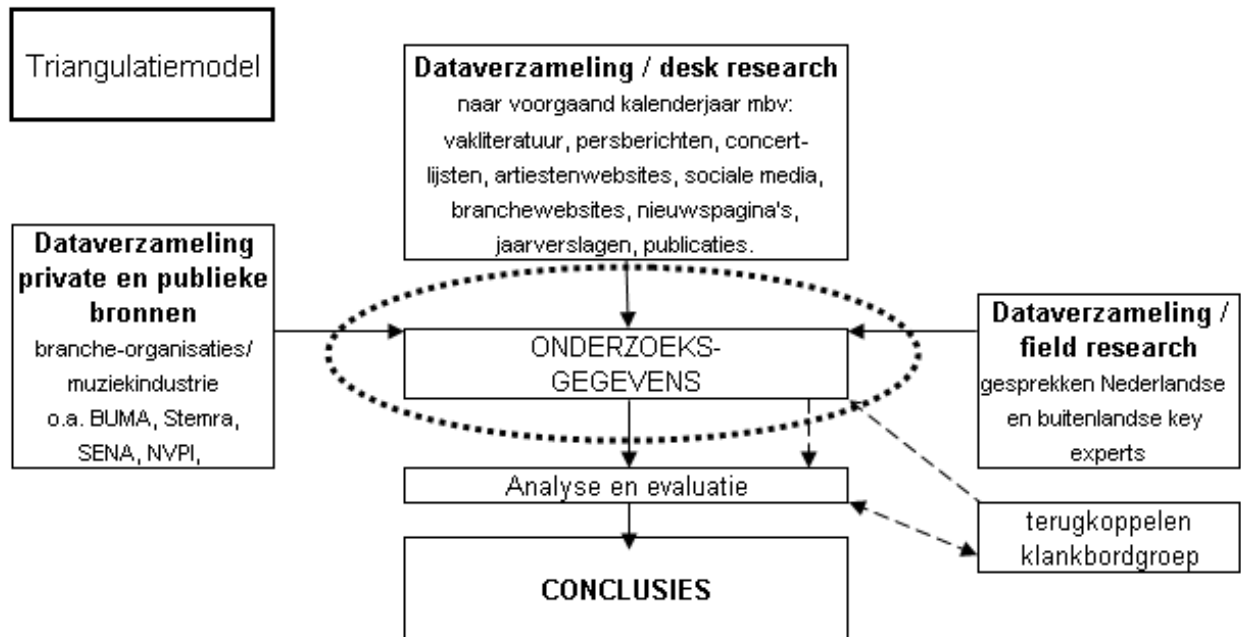 Triangulatiemodel
Dataverzameling / desk research
naar voorgaand kalenderjaar mbv:
vakliteratuur, persberichten, concert-
lijsten, artiestenwebsites, sociale media,
branchewebsites, nieuwspagina's,
jaarverslagen, publicaties.
Dataverzameling
private en publieke
bronnen
branche-organisaties/
muziekindustrie
o.a. BUMA, Stemra,
SENA, NVPI,
ONDERZOEKS-
GEGEVENS
Dataverzameling /
field research
gesprekken Nederlandse
en buitenlandse key
experts
Analyse en evaluatie
terugkoppelen
klankbordgroep
CONCLUSIES